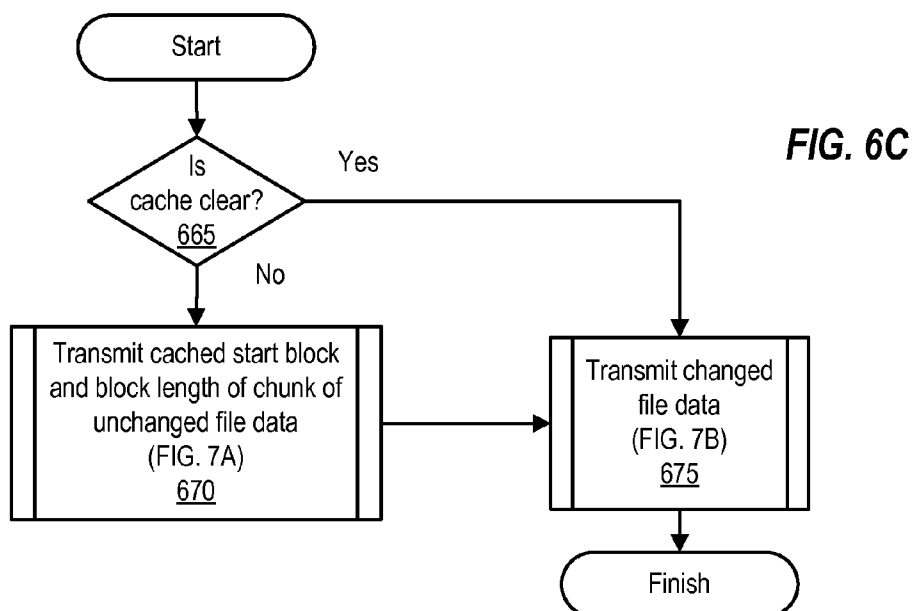 Start
FIG. 6C
Is
cache clear?
665
Yes
No
Transmit cached start block
and block length of chunk of
unchanged file data
(FIG. 7A)
670
Transmit changed
file data
(FIG. 7B)
675
Finish